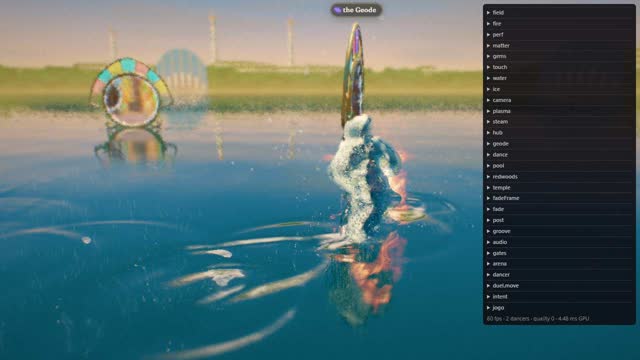 the Geode
field
fire
perf
matter
gems
touch
water
ice
camera
plasma
steam
hub
geode
dance
pool
redwoods
temple
fadeFrame
fade
post
groove
audio
gates
arena
dancer
duel.move
intent
jogo
60 fps · 2 dancers · quality 0 · 4.48 ms GPU